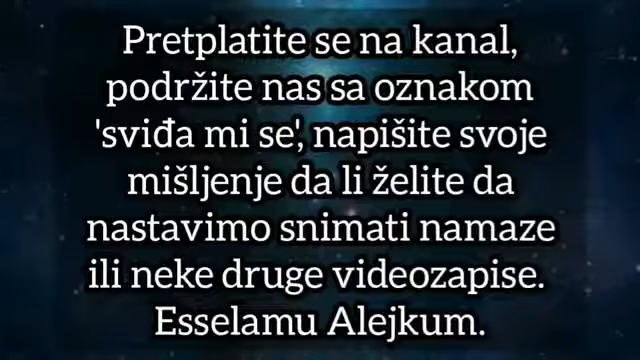 Pretplatite se na kanal,
podržite nas sa oznakom
'sviđa mi se', napišite svoje
mišljenje da li želite da
nastavimo snimati namaze
ili neke druge videozapise.
Esselamu Alejkum.